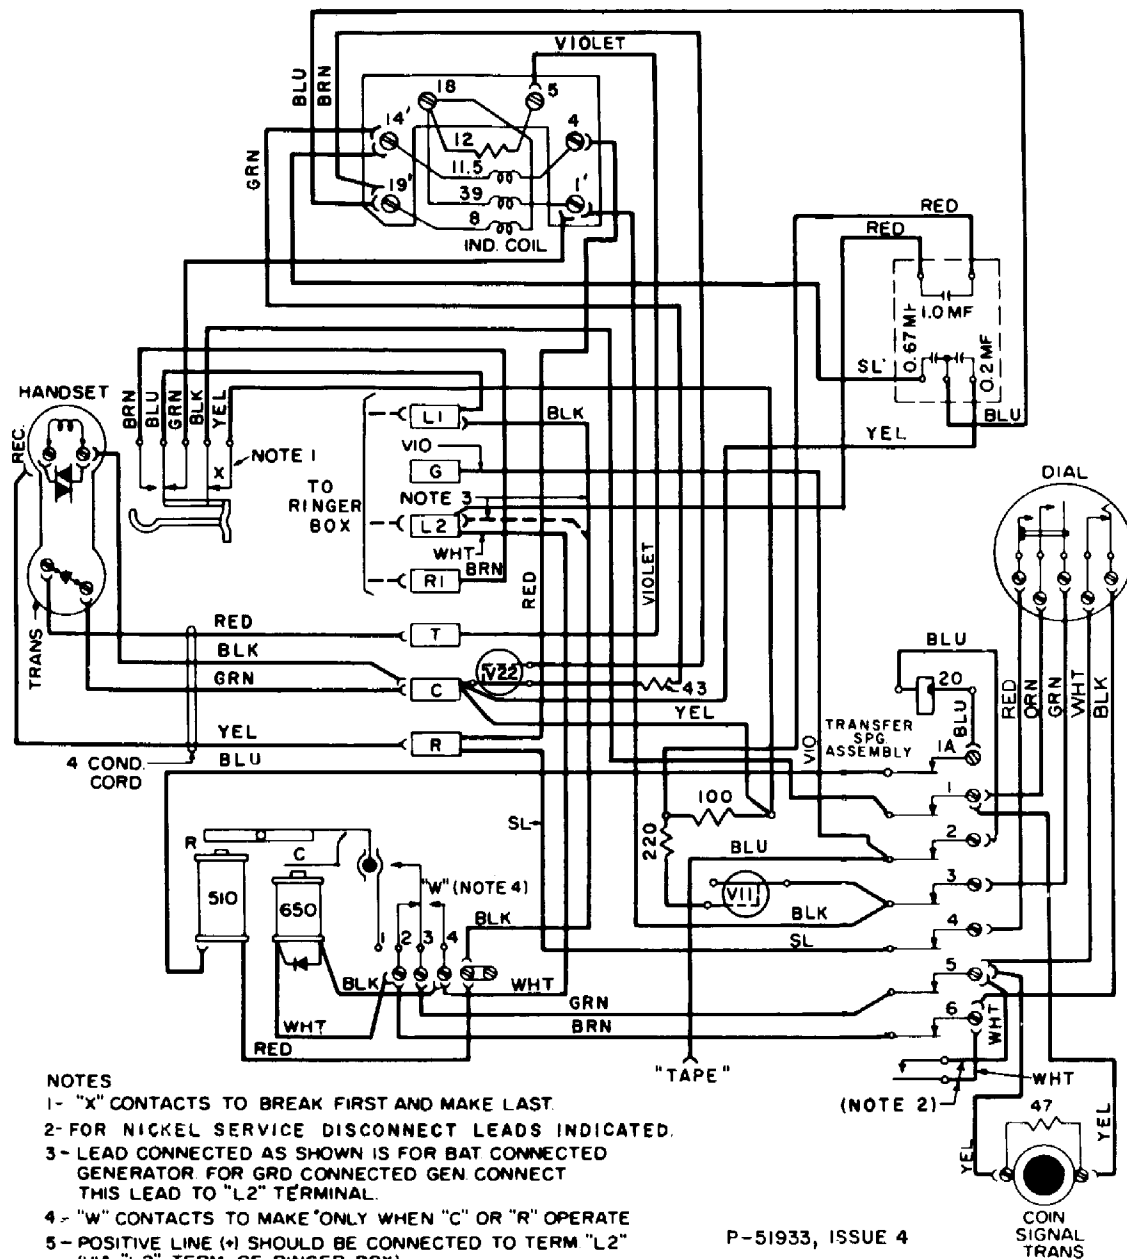 VIOLET
BLU
BRN
18
5
14'
4
12
11.5
GRN
19'
39
1'
8
IND. COIL
RED
RED
1.0 MF
0.67 MF
0.2 MF
SL
BLU
YEL
HANDSET
REC.
BRN
BLU
GRN
BLK
YEL
X
NOTE 1
L1
BLK
VIO
G
TO
RINGER
BOX
NOTE 3
L2
WHT
BRN
R1
RED
VIOLET
DIAL
TRANS
RED
T
BLK
V22
GRN
C
43
YEL
YEL
R
BLU
4 COND.
CORD
BLU
20
BLU
RED
ORN
GRN
WHT
BLK
TRANSFER
SPG
ASSEMBLY
VIO
1A
1
100
SL
220
BLU
2
R
C
510
650
"W" (NOTE 4)
V11
3
BLK
BLK
4
SL
1
2
3
4
5
BLK
WHT
GRN
6
WHT
BRN
WHT
RED
"TAPE"
WHT
(NOTE 2)
47
YEL
YEL
COIN
SIGNAL
TRANS
NOTES
1- "X" CONTACTS TO BREAK FIRST AND MAKE LAST.
2- FOR NICKEL SERVICE DISCONNECT LEADS INDICATED.
3- LEAD CONNECTED AS SHOWN IS FOR BAT CONNECTED
GENERATOR. FOR GRD CONNECTED GEN. CONNECT
THIS LEAD TO "L2" TERMINAL.
4- "W" CONTACTS TO MAKE ONLY WHEN "C" OR "R" OPERATE
5- POSITIVE LINE (+) SHOULD BE CONNECTED TO TERM "L2"
P-51933, ISSUE 4